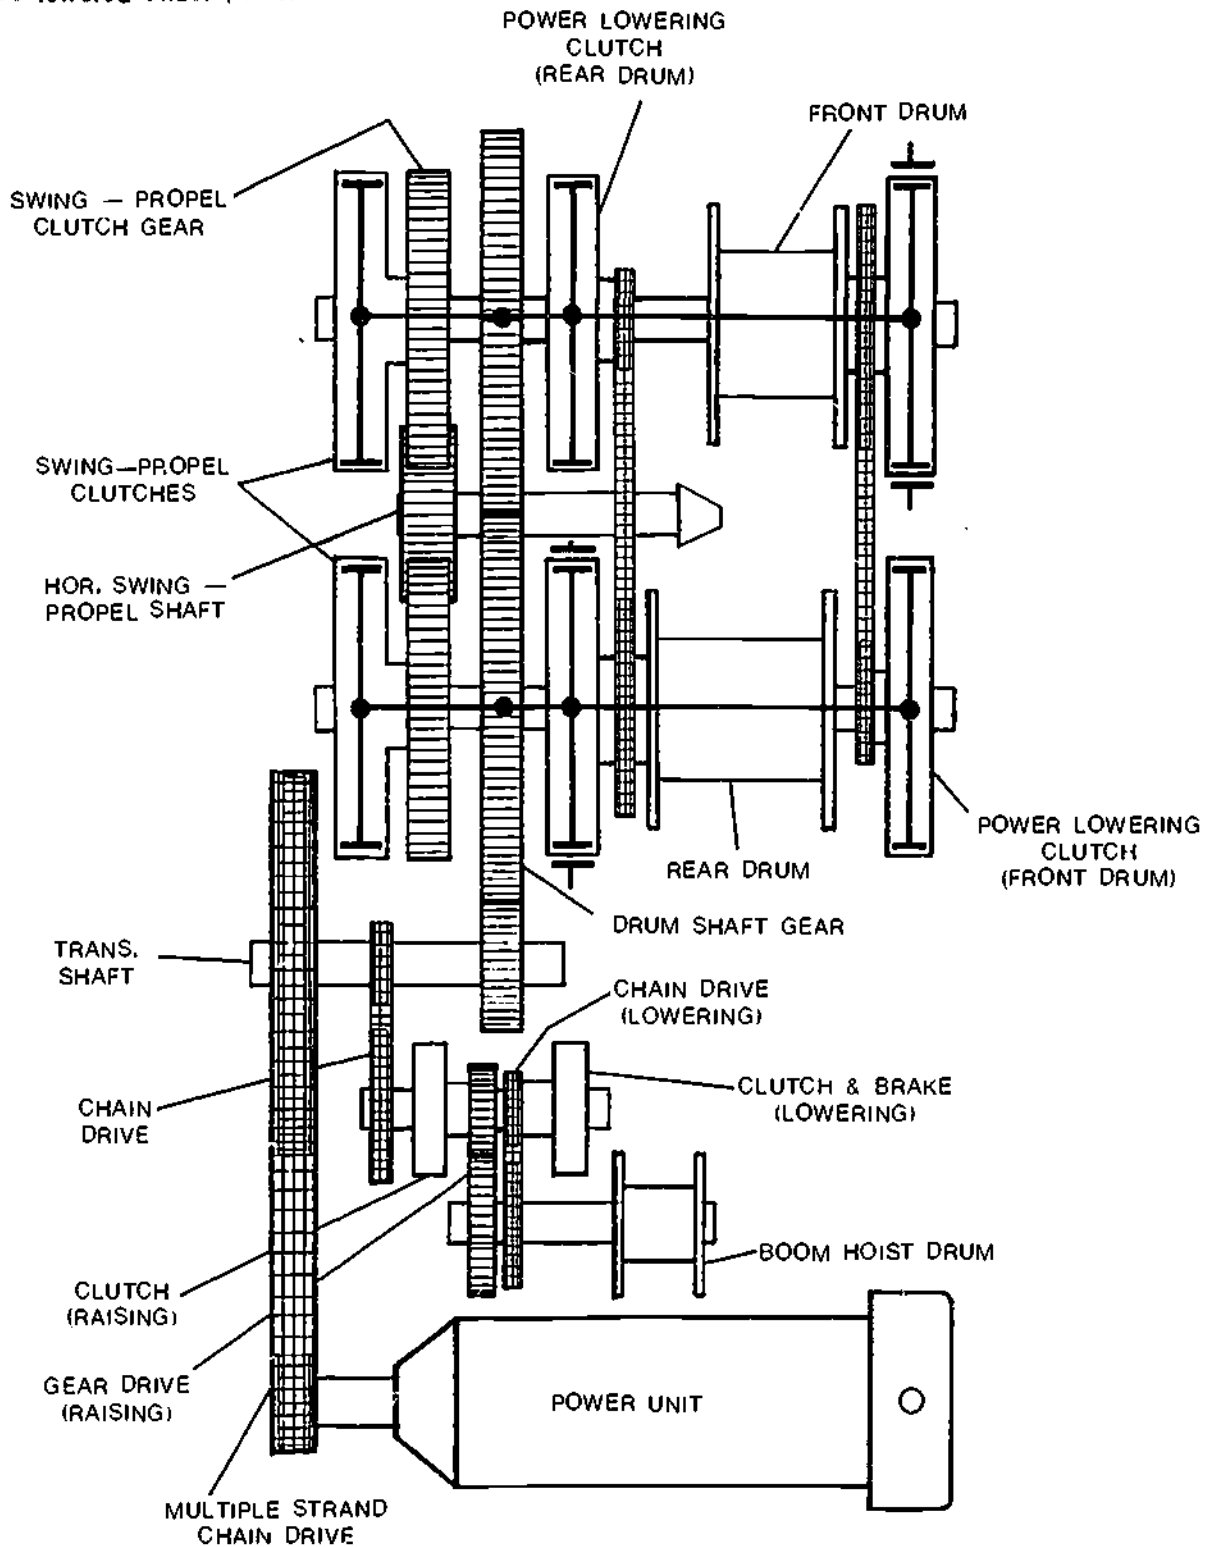 lowered
POWER LOWERING
CLUTCH
(REAR DRUM)
FRONT DRUM
SWING — PROPEL
CLUTCH GEAR
SWING—PROPEL
CLUTCHES
HOR. SWING —
PROPEL SHAFT
POWER LOWERING
CLUTCH
(FRONT DRUM)
REAR DRUM
DRUM SHAFT GEAR
TRANS.
SHAFT
CHAIN DRIVE
(LOWERING)
CLUTCH & BRAKE
(LOWERING)
CHAIN
DRIVE
BOOM HOIST DRUM
CLUTCH
(RAISING)
GEAR DRIVE
(RAISING)
POWER UNIT
MULTIPLE STRAND
CHAIN DRIVE